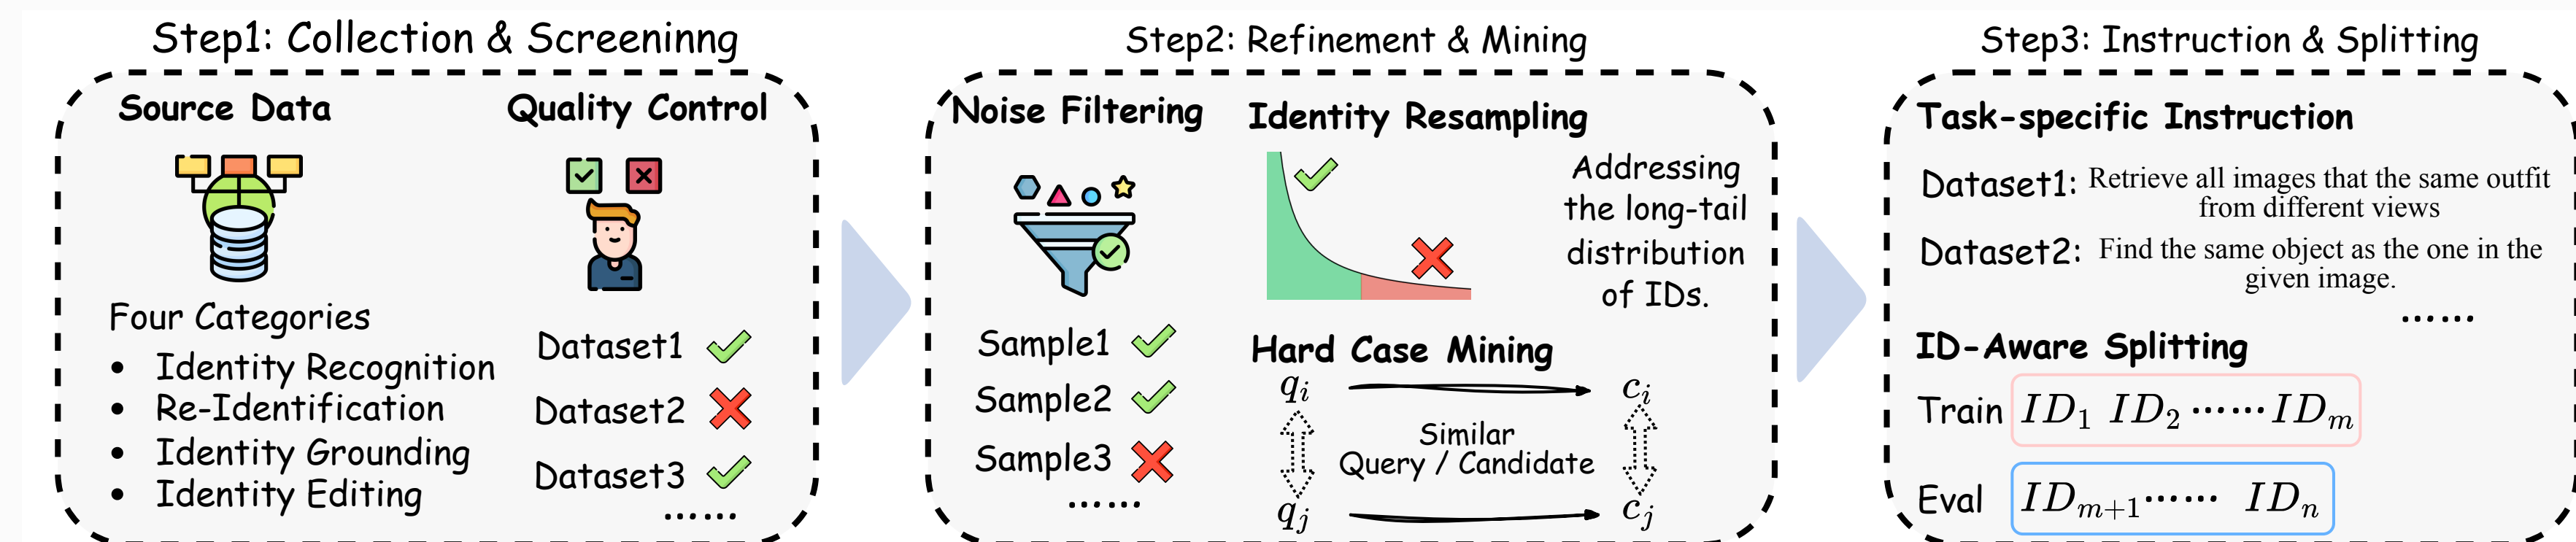 Step1: Collection & Screeninng
Source Data
Quality Control
Four Categories
• Identity Recognition
• Re-Identification
• Identity Grounding
• Identity Editing
Dataset1
Dataset2
Dataset3
......
Step2: Refinement & Mining
Noise Filtering
Sample1
Sample2
Sample3
......
Identity Resampling
Addressing
the long-tail
distribution
of IDs.
Hard Case Mining
q_i c_i
Similar
Query / Candidate
q_j c_j
Step3: Instruction & Splitting
Task-specific Instruction
Dataset1: Retrieve all images that the same outfit
from different views
Dataset2: Find the same object as the one in the
given image.
......
ID-Aware Splitting
Train ID_1 ID_2 ...... ID_m
Eval ID_{m+1} ...... ID_n